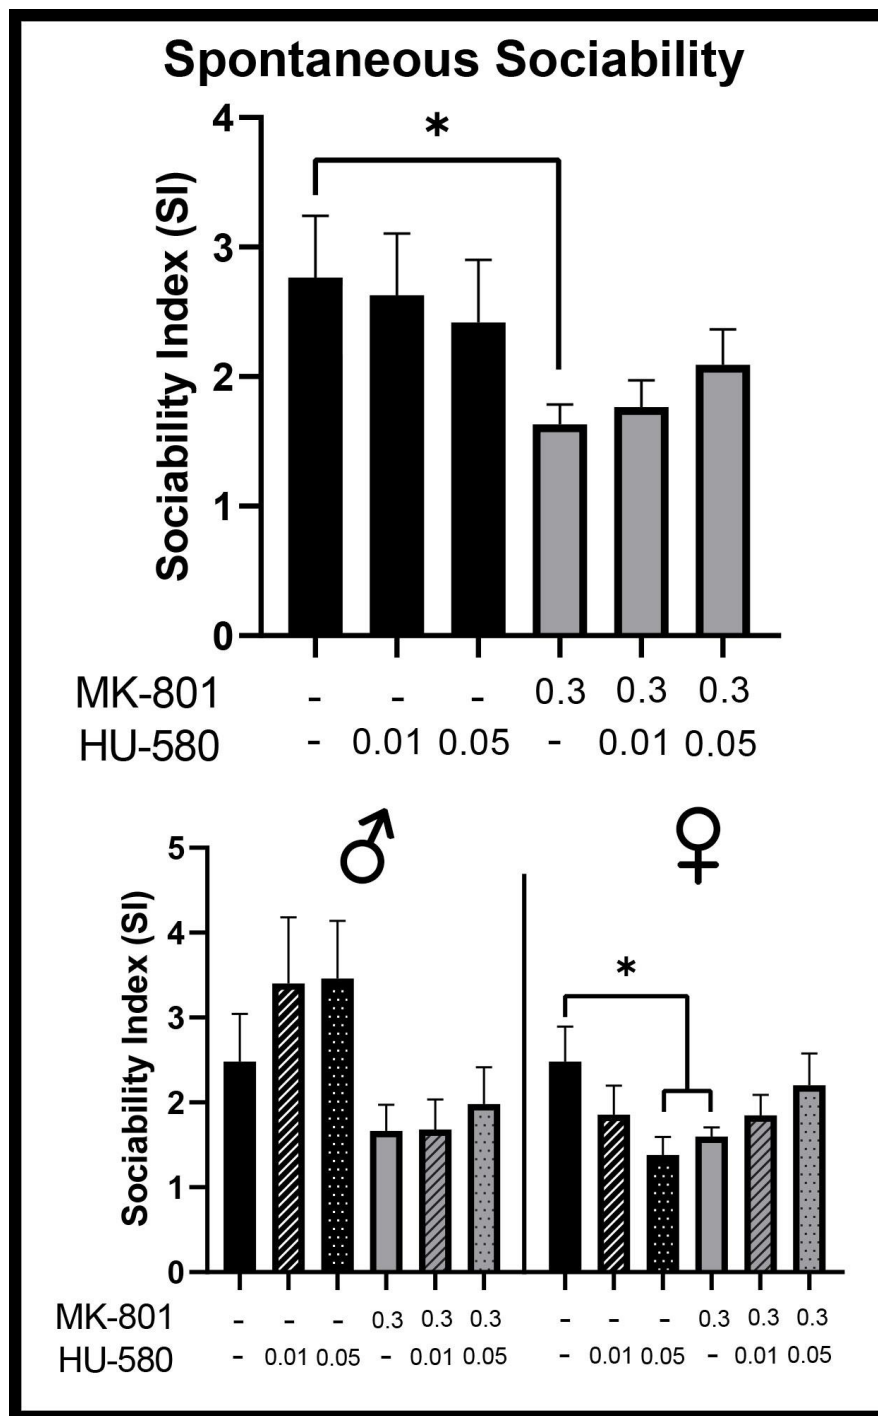 Spontaneous Sociability
Sociability Index (SI)
4
3
2
1
0
*
MK-801 - - - 0.3 0.3 0.3
HU-580 - 0.01 0.05 - 0.01 0.05
♂ ♀
Sociability Index (SI)
5
4
3
2
1
0
*
MK-801 - - - 0.3 0.3 0.3 - - - 0.3 0.3 0.3
HU-580 - 0.01 0.05 - 0.01 0.05 - 0.01 0.05 - 0.01 0.05